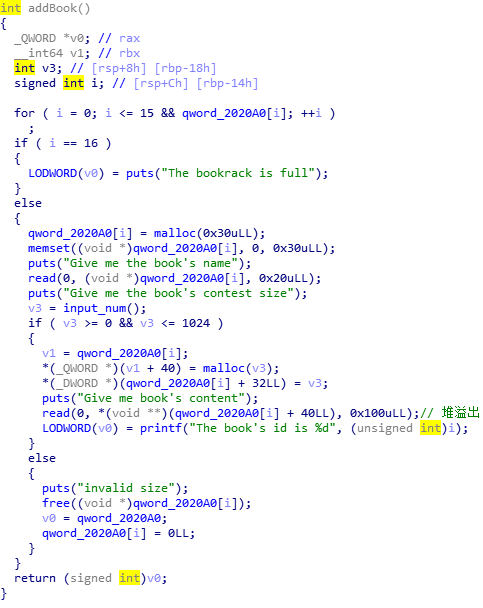 int addBook()
{
  _QWORD *v0; // rax
  __int64 v1; // rbx
  int v3; // [rsp+8h] [rbp-18h]
  signed int i; // [rsp+Ch] [rbp-14h]

  for ( i = 0; i <= 15 && qword_2020A0[i]; ++i )
    ;
  if ( i == 16 )
  {
    LODWORD(v0) = puts("The bookrack is full");
  }
  else
  {
    qword_2020A0[i] = malloc(0x30uLL);
    memset((void *)qword_2020A0[i], 0, 0x30uLL);
    puts("Give me the book's name");
    read(0, (void *)qword_2020A0[i], 0x20uLL);
    puts("Give me the book's contest size");
    v3 = input_num();
    if ( v3 >= 0 && v3 <= 1024 )
    {
      v1 = qword_2020A0[i];
      *(_QWORD *)(v1 + 40) = malloc(v3);
      *(_DWORD *)(qword_2020A0[i] + 32LL) = v3;
      puts("Give me book's content");
      read(0, *(void **)(qword_2020A0[i] + 40LL), 0x100uLL);// 堆溢出
      LODWORD(v0) = printf("The book's id is %d", (unsigned int)i);
    }
    else
    {
      puts("invalid size");
      free((void *)qword_2020A0[i]);
      v0 = qword_2020A0;
      qword_2020A0[i] = 0LL;
    }
  }
  return (signed int)v0;
}